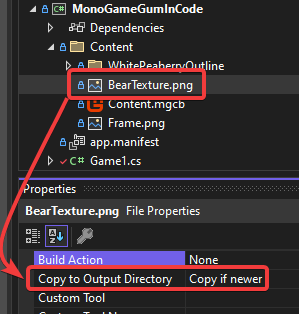 MonoGameGumInCode
Dependencies
Content
WhitePeaberryOutline
BearTexture.png
Content.mgcb
Frame.png
app.manifest
C# Game1.cs
Properties
BearTexture.png File Properties
Build Action None
Copy to Output Directory Copy if newer
Custom Tool